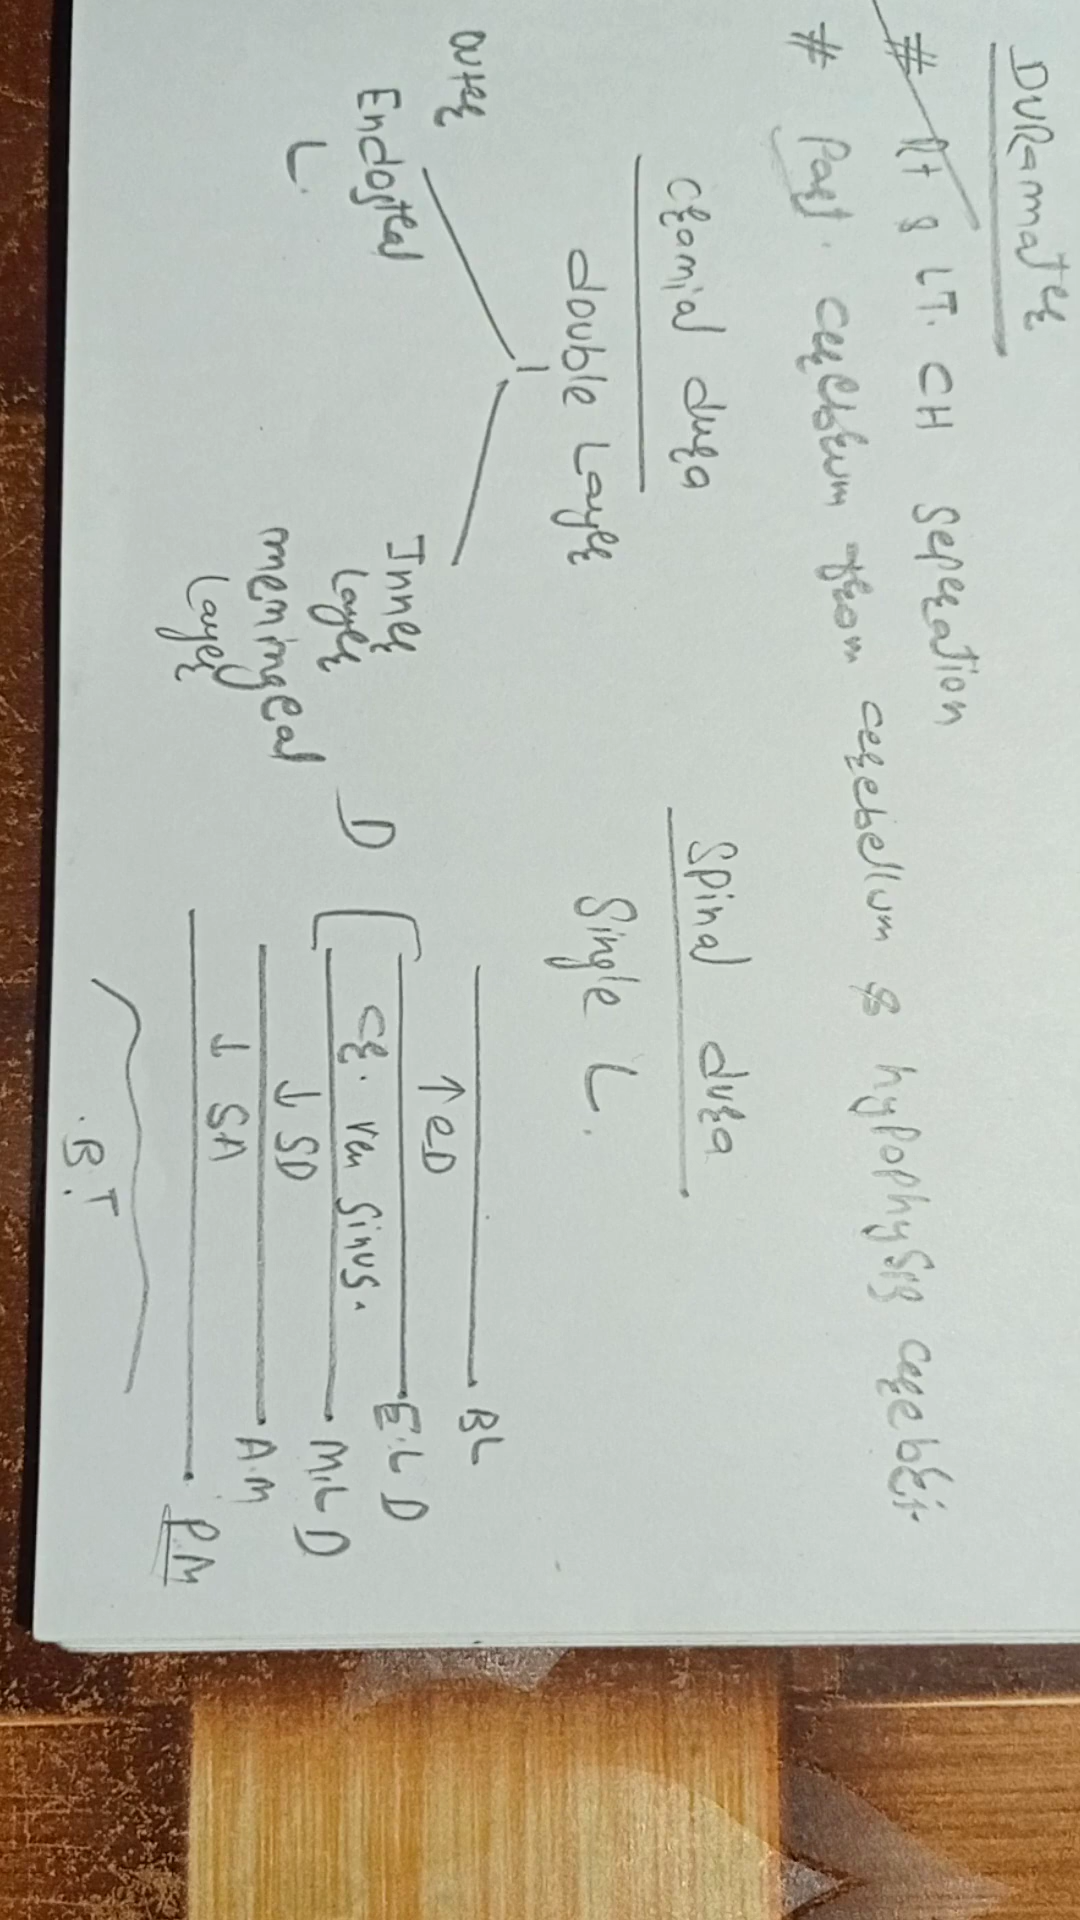 DURamater
# Rt & LT. CH Seperation
# Part. cerebrum from cerebellum & hypophysis cerebri.
Cranial dura
Spinal dura
double Layer
Single L.
outer
Endosteal
L.
Inner
Layer
meningeal
Layer
D
BL
↑ eD
E.L D
Cr. ven Sinus.
M.L D
↓ SD
A.M
↓ SA
P.M
B.T